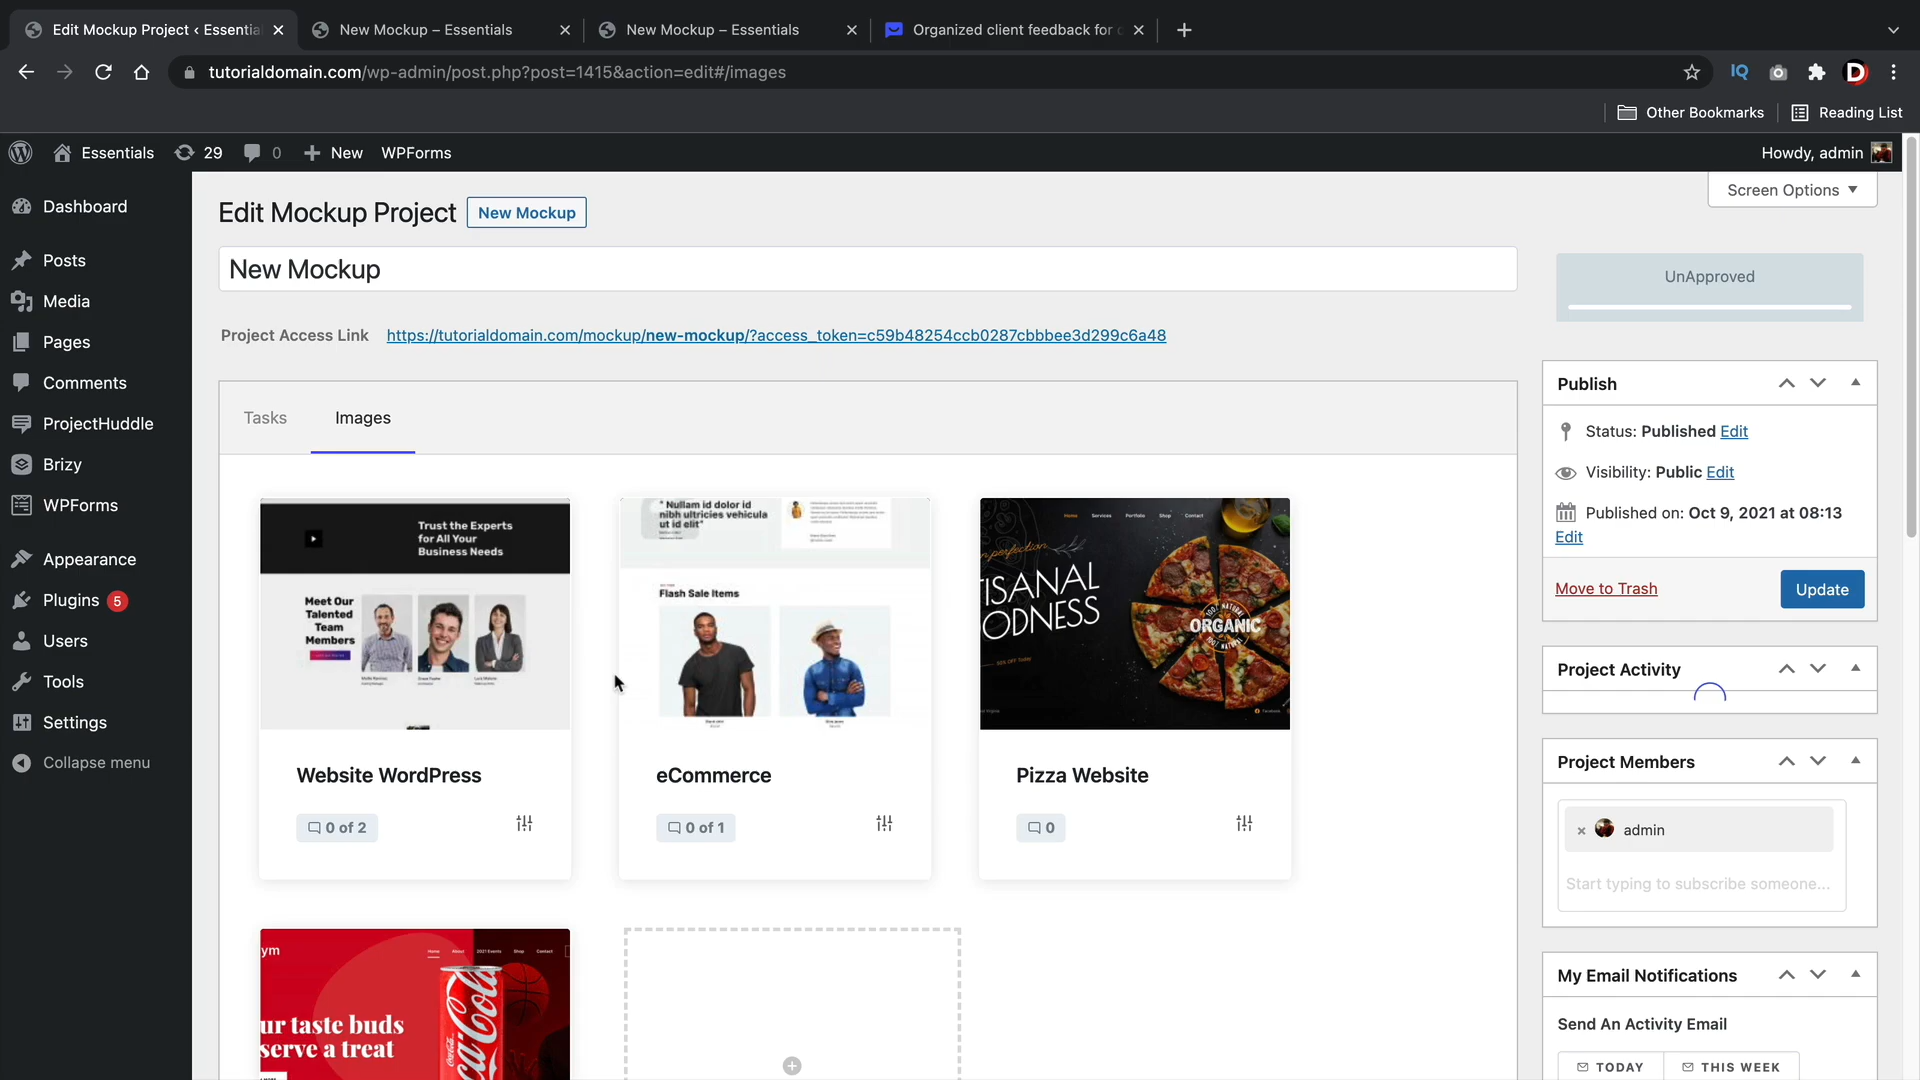 Edit Mockup Project ‹ Essentia
New Mockup – Essentials
New Mockup – Essentials
Organized client feedback for c
tutorialdomain.com/wp-admin/post.php?post=1415&action=edit#/images
IQ
D
Other Bookmarks
Reading List
Essentials
29
0
New
WPForms
Howdy, admin
Screen Options
Dashboard
Posts
Media
Pages
Comments
ProjectHuddle
Brizy
WPForms
Appearance
Plugins 5
Users
Tools
Settings
Collapse menu
Edit Mockup Project
New Mockup
New Mockup
Project Access Link
https://tutorialdomain.com/mockup/new-mockup/?access_token=c59b48254ccb0287cbbbee3d299c6a48
Tasks
Images
Trust the Experts
for All Your
Business Needs
Meet Our
Talented
Team
Members
Website WordPress
0 of 2
" Nullam id dolor id
nibh ultricies vehicula
ut id elit"
Flash Sale Items
eCommerce
0 of 1
Home
Services
Portfolio
Shop
Contact
n perfection
TISANAL
ODNESS
100% NATURAL
ORGANIC
100% NATURAL
Pizza Website
0
ym
Home
About
2021 Events
Shop
Contact
ur taste buds
serve a treat
Coca-Cola
UnApproved
Publish
Status: Published Edit
Visibility: Public Edit
Published on: Oct 9, 2021 at 08:13
Edit
Move to Trash
Update
Project Activity
Project Members
× admin
Start typing to subscribe someone...
My Email Notifications
Send An Activity Email
TODAY
THIS WEEK